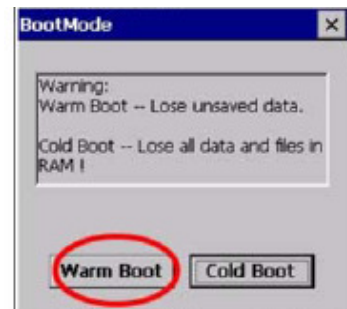 BootMode
Warning:
Warm Boot -- Lose unsaved data.
Cold Boot -- Lose all data and files in
RAM !
Warm Boot
Cold Boot